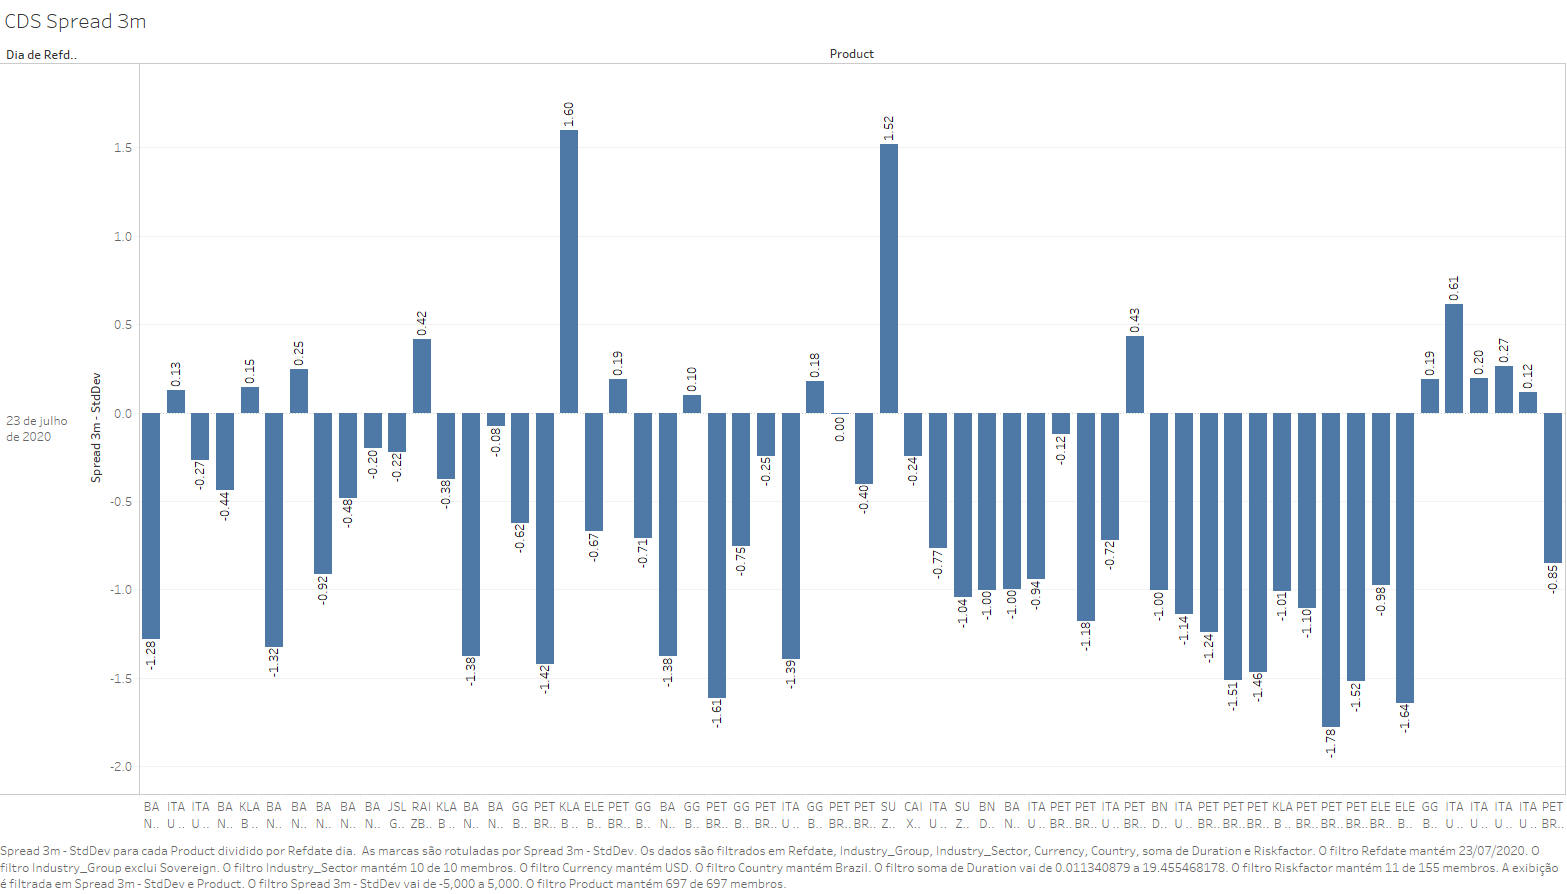 CDS Spread 3m
Dia de Refd..
Product
23 de julho
de 2020
Spread 3m - StdDev
1.5
1.0
0.5
0.0
-0.5
-1.0
-1.5
-2.0
-1.28 0.13 -0.27 -0.44 0.15 -1.32 0.25 -0.92 -0.48 -0.20 -0.22 0.42 -0.38 -1.38 -0.08 -0.62 -1.42 1.60 -0.67 0.19 -0.71 -1.38 0.10 -1.61 -0.75 -0.25 -1.39 0.18 0.00 -0.40 1.52 -0.24 -0.77 -1.04 -1.00 -1.00 -0.94 -0.12 -1.18 -0.72 0.43 -1.00 -1.14 -1.24 -1.51 -1.46 -1.01 -1.10 -1.78 -1.52 -0.98 -1.64 0.19 0.61 0.20 0.27 0.12 -0.85
BA ITA ITA BA KLA BA BA BA BA BA JSL RAI KLA BA BA GG PET KLA ELE PET GG BA GG PET GG PET ITA GG PET PET SU CAI ITA SU BN BA ITA PET PET ITA PET BN ITA PET PET PET KLA PET PET PET ELE ELE GG ITA ITA ITA ITA PET
N.. U .. U .. N.. B .. N.. N.. N.. N.. N.. G.. ZB.. B .. N.. N.. B.. BR.. B .. B.. BR.. B.. N.. B.. BR.. B.. BR.. U .. B.. BR.. BR.. Z.. X.. U .. Z.. D.. N.. U .. BR.. BR.. U .. BR.. D.. U .. BR.. BR.. BR.. B .. BR.. BR.. BR.. B.. B.. B.. U .. U .. U .. U .. BR..
Spread 3m - StdDev para cada Product dividido por Refdate dia.  As marcas são rotuladas por Spread 3m - StdDev. Os dados são filtrados em Refdate, Industry_Group, Industry_Sector, Currency, Country, soma de Duration e Riskfactor. O filtro Refdate mantém 23/07/2020. O
filtro Industry_Group exclui Sovereign. O filtro Industry_Sector mantém 10 de 10 membros. O filtro Currency mantém USD. O filtro Country mantém Brazil. O filtro soma de Duration vai de 0.011340879 a 19.455468178. O filtro Riskfactor mantém 11 de 155 membros. A exibição
é filtrada em Spread 3m - StdDev e Product. O filtro Spread 3m - StdDev vai de -5,000 a 5,000. O filtro Product mantém 697 de 697 membros.